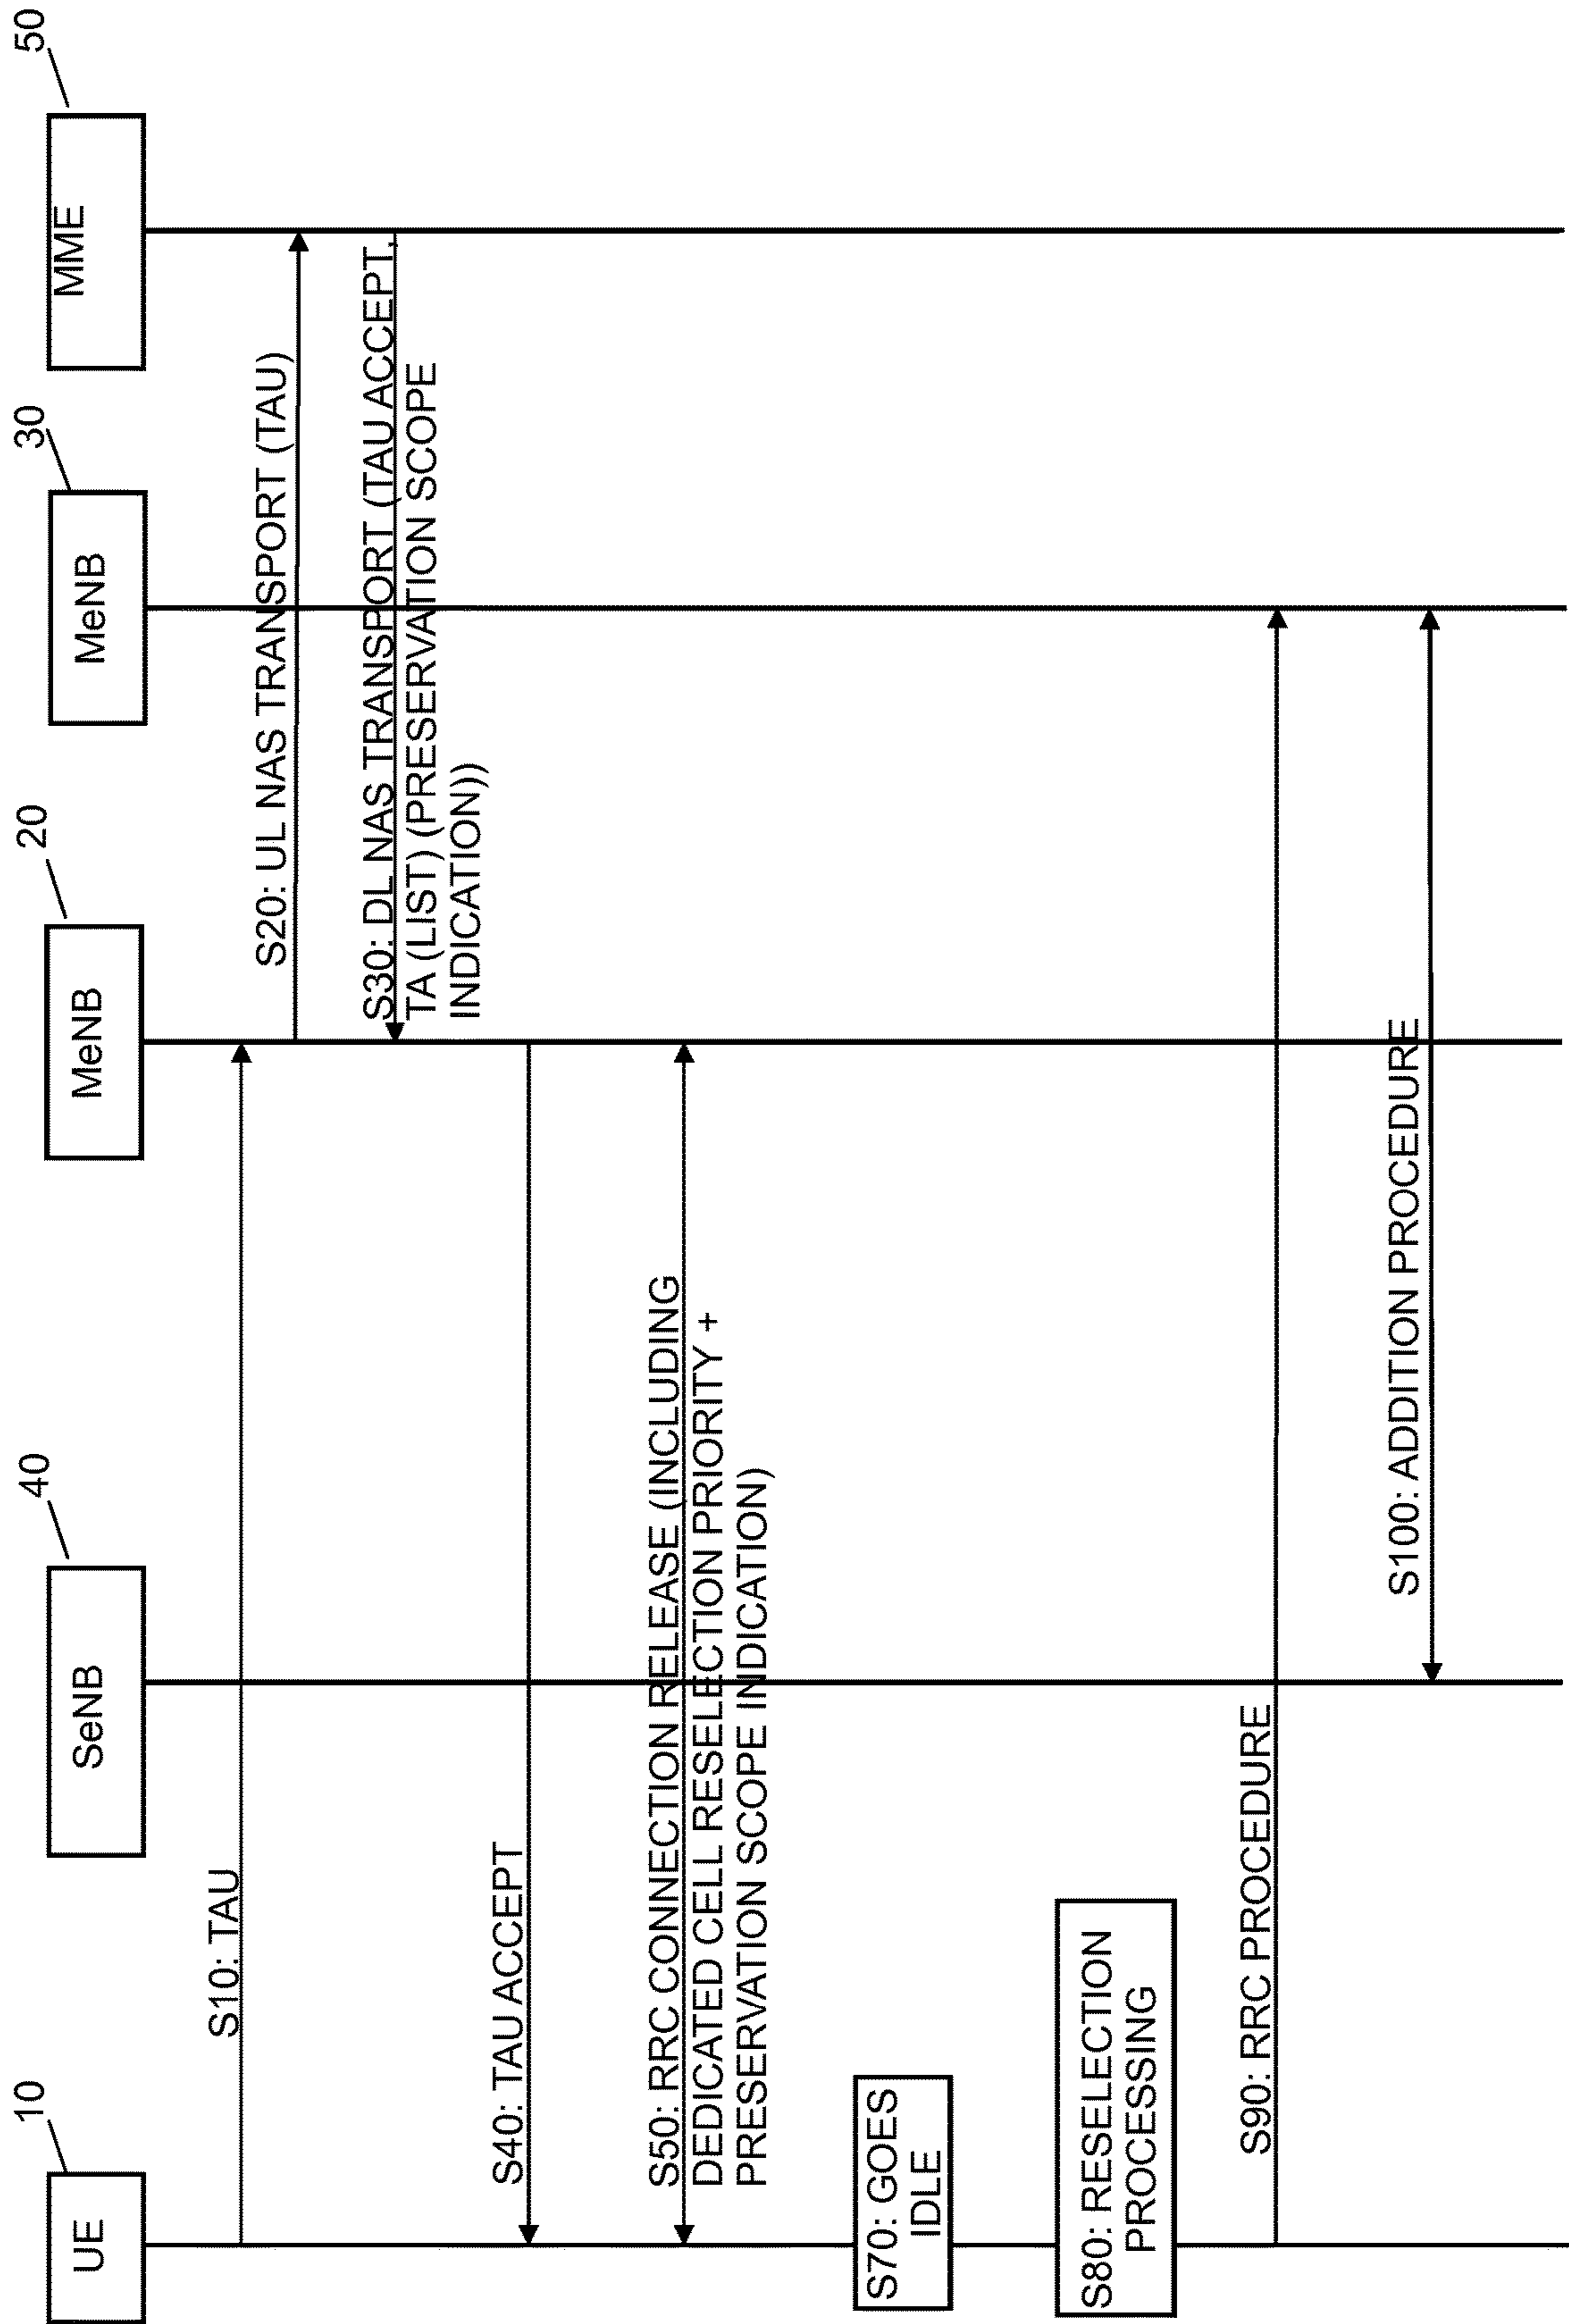 10
40
20
30
50
UE
SeNB
MeNB
MeNB
MME
S10: TAU
S20: UL NAS TRANSPORT (TAU)
S30: DL NAS TRANSPORT (TAU ACCEPT,
TA (LIST) (PRESERVATION SCOPE
INDICATION))
S40: TAU ACCEPT
S50: RRC CONNECTION RELEASE (INCLUDING
DEDICATED CELL RESELECTION PRIORITY +
PRESERVATION SCOPE INDICATION)
S70: GOES
IDLE
S80: RESELECTION
PROCESSING
S90: RRC PROCEDURE
S100: ADDITION PROCEDURE